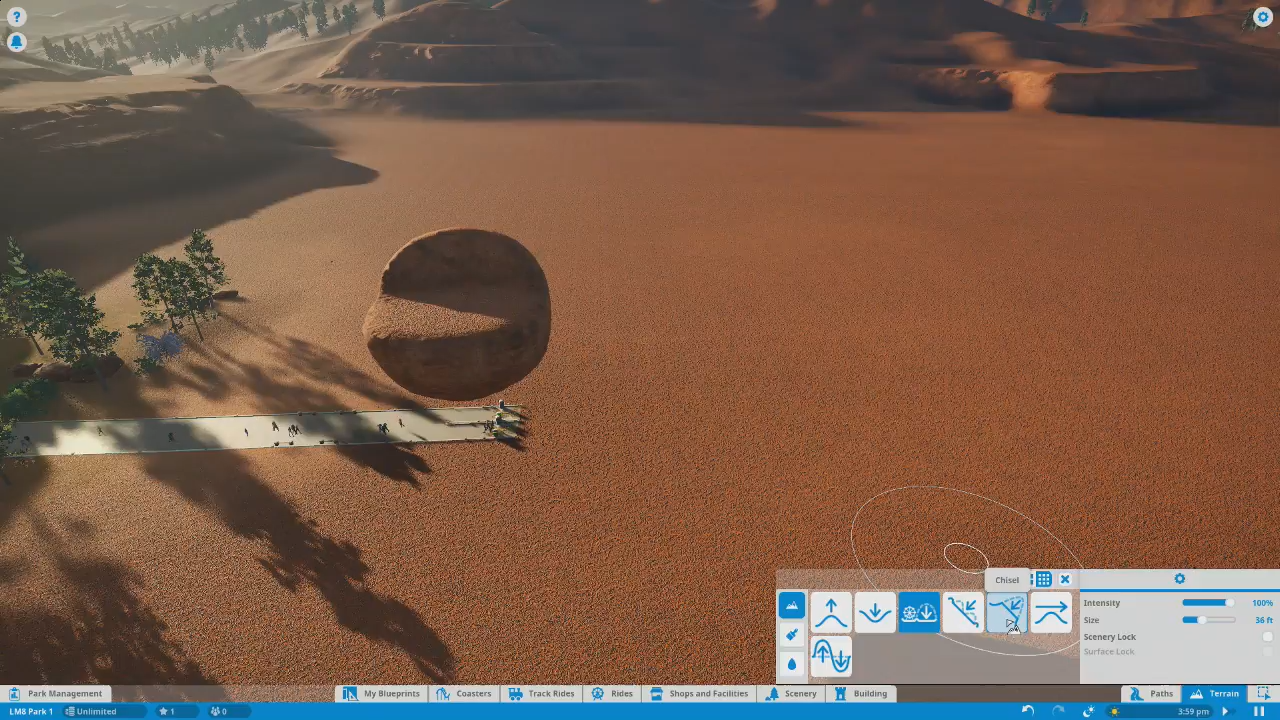 ?
Chisel
Intensity 100%
Size 36 ft
Scenery Lock
Surface Lock
Park Management My Blueprints Coasters Track Rides Rides Shops and Facilities Scenery Building Paths Terrain
LM8 Park 1 Unlimited 1 0 3:59 pm